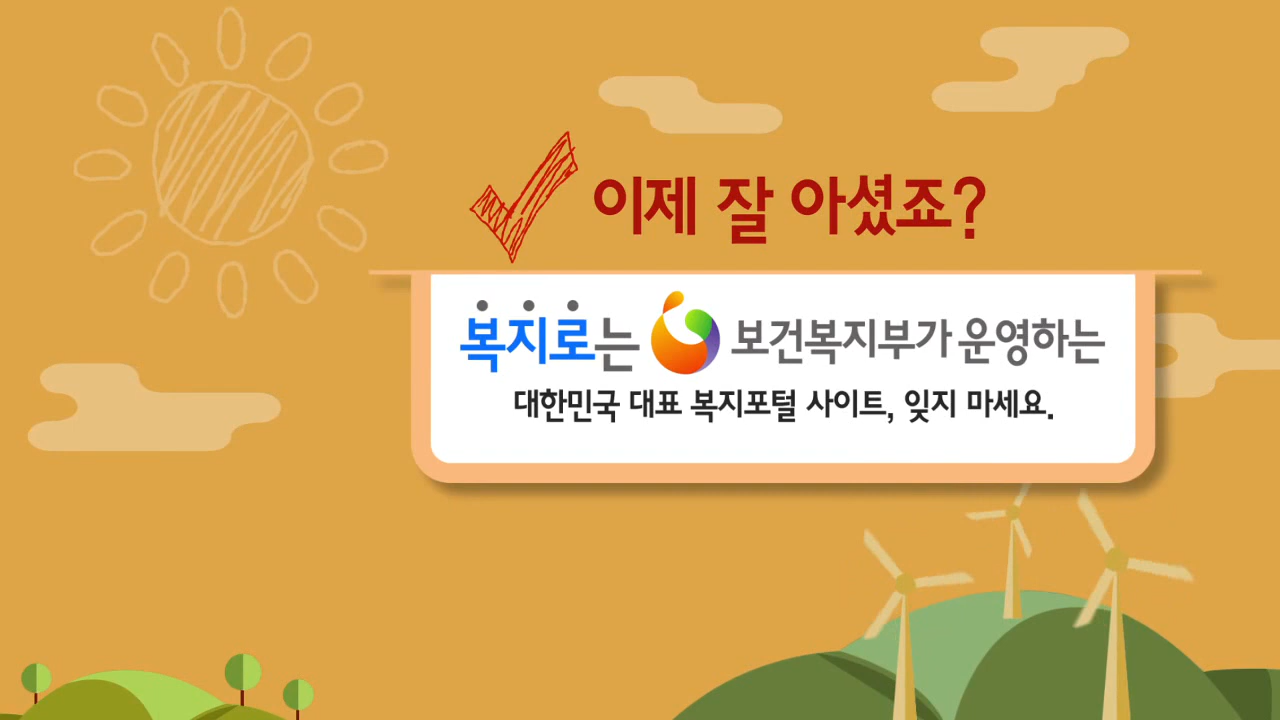 이제 잘 아셨죠?
복지로는 보건복지부가 운영하는
대한민국 대표 복지포털 사이트, 잊지 마세요.